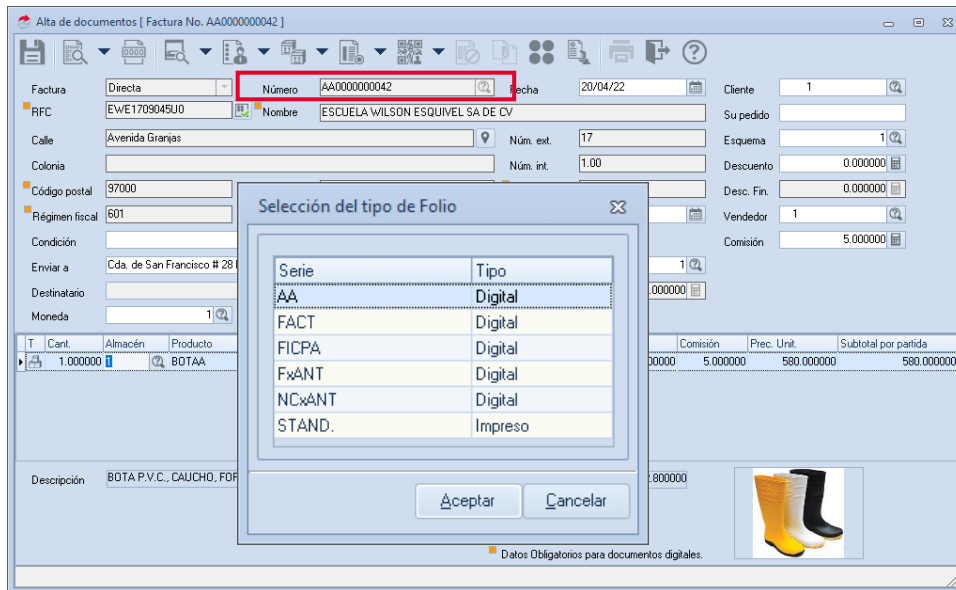 Alta de documentos [ Factura No. AA0000000042 ]
Factura Directa Número AA0000000042 Fecha 20/04/22 Cliente 1
RFC EWE1709045U0 Nombre ESCUELA WILSON ESQUIVEL SA DE CV Su pedido
Calle Avenida Granjas Núm. ext. 17 Esquema 1
Colonia Núm. int. 1.00 Descuento 0.000000
Código postal 97000 Desc. Fin. 0.000000
Régimen fiscal 601 Vendedor 1
Condición Comisión 5.000000
Enviar a Cda. de San Francisco # 28 1
Destinatario .000000
Moneda 1
Selección del tipo de Folio
Serie Tipo
AA Digital
FACT Digital
FICPA Digital
FxANT Digital
NCxANT Digital
STAND. Impreso
Aceptar Cancelar
T Cant. Almacén Producto Comisión Prec. Unit. Subtotal por partida
1.000000 1 BOTAA 0000 5.000000 580.000000 580.000000
Descripción BOTA P.V.C., CAUCHO, FOR .800000
Datos Obligatorios para documentos digitales.